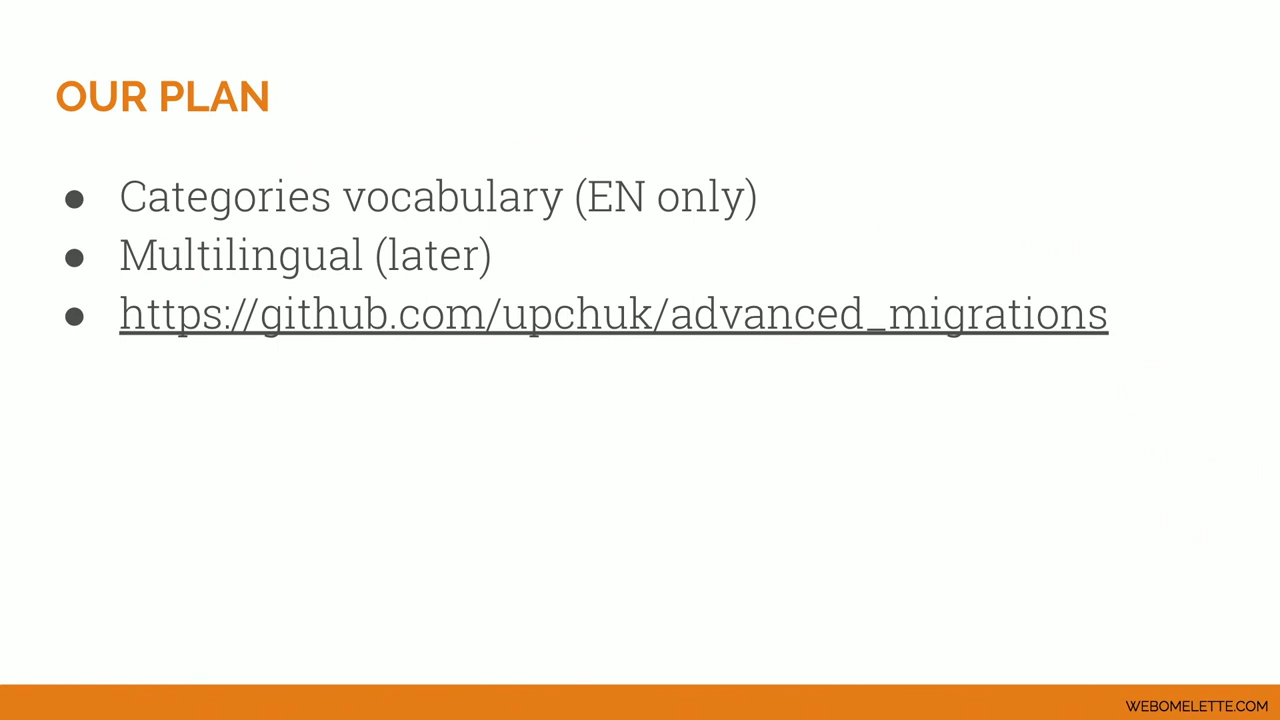 OUR PLAN
● Categories vocabulary (EN only)
● Multilingual (later)
● https://github.com/upchuk/advanced_migrations
WEBOMELETTE.COM